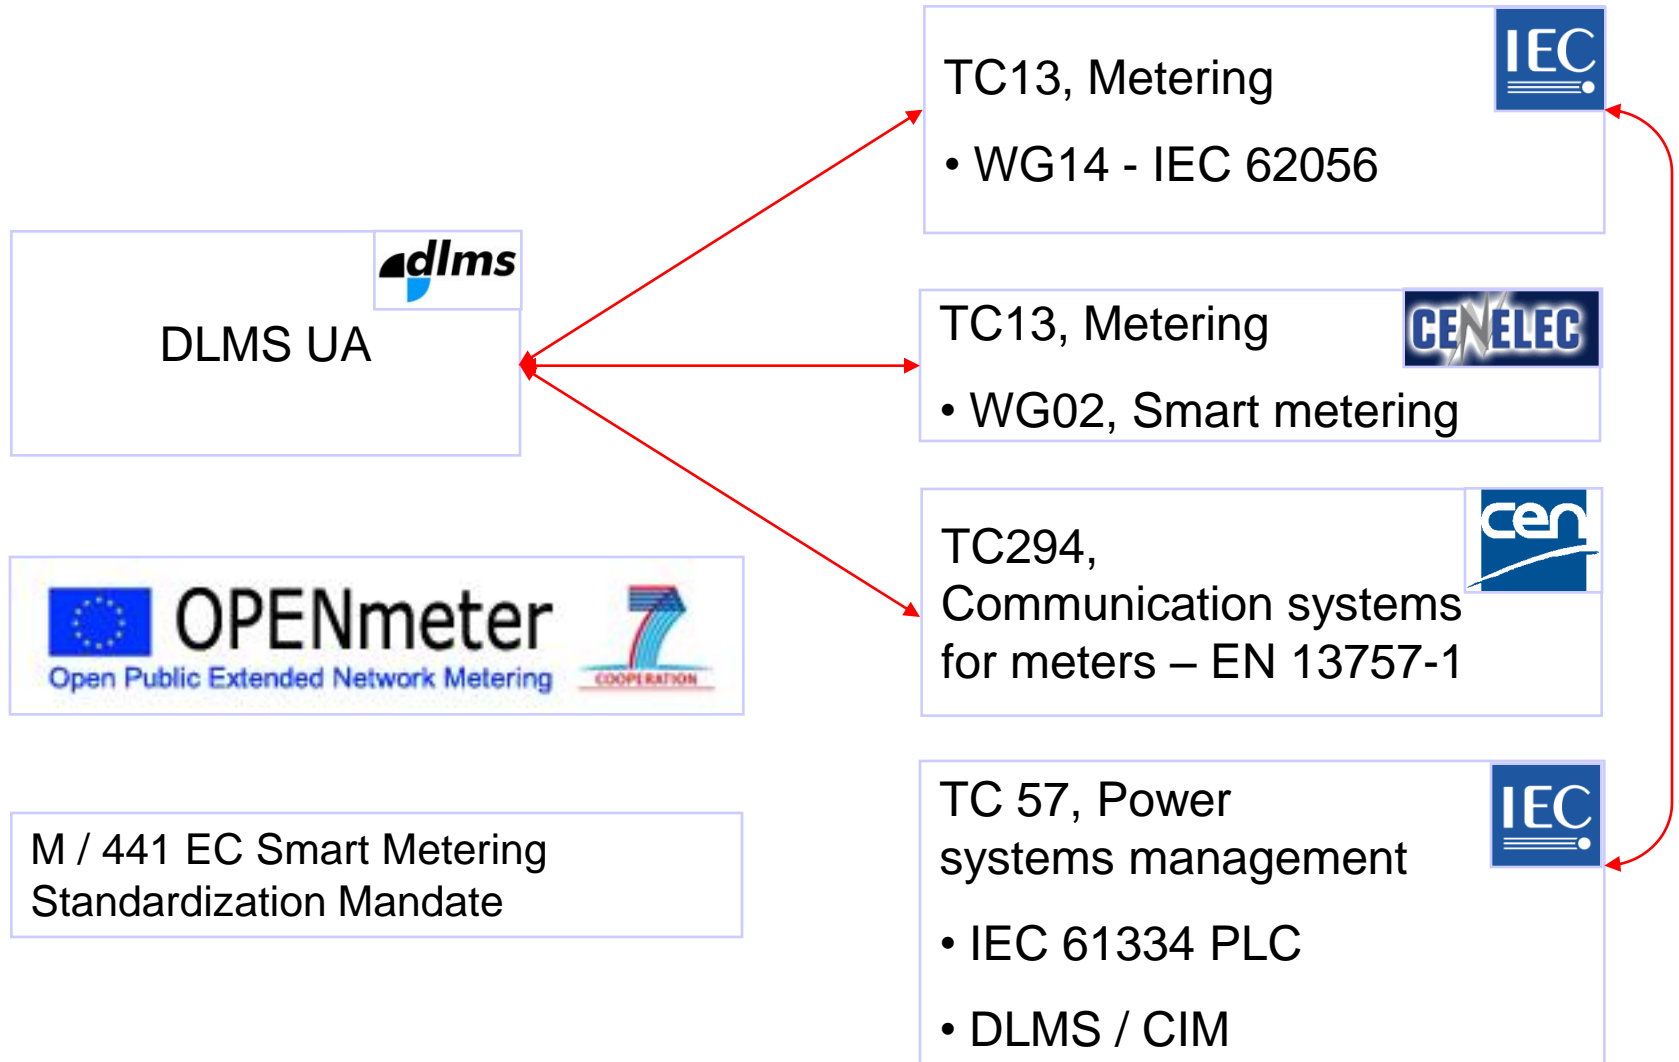 dlms
DLMS UA
OPENmeter
Open Public Extended Network Metering
7
COOPERATION
M / 441 EC Smart Metering
Standardization Mandate
TC13, Metering
IEC
• WG14 - IEC 62056
TC13, Metering
CENELEC
• WG02, Smart metering
cen
TC294,
Communication systems
for meters – EN 13757-1
TC 57, Power
systems management
IEC
• IEC 61334 PLC
• DLMS / CIM